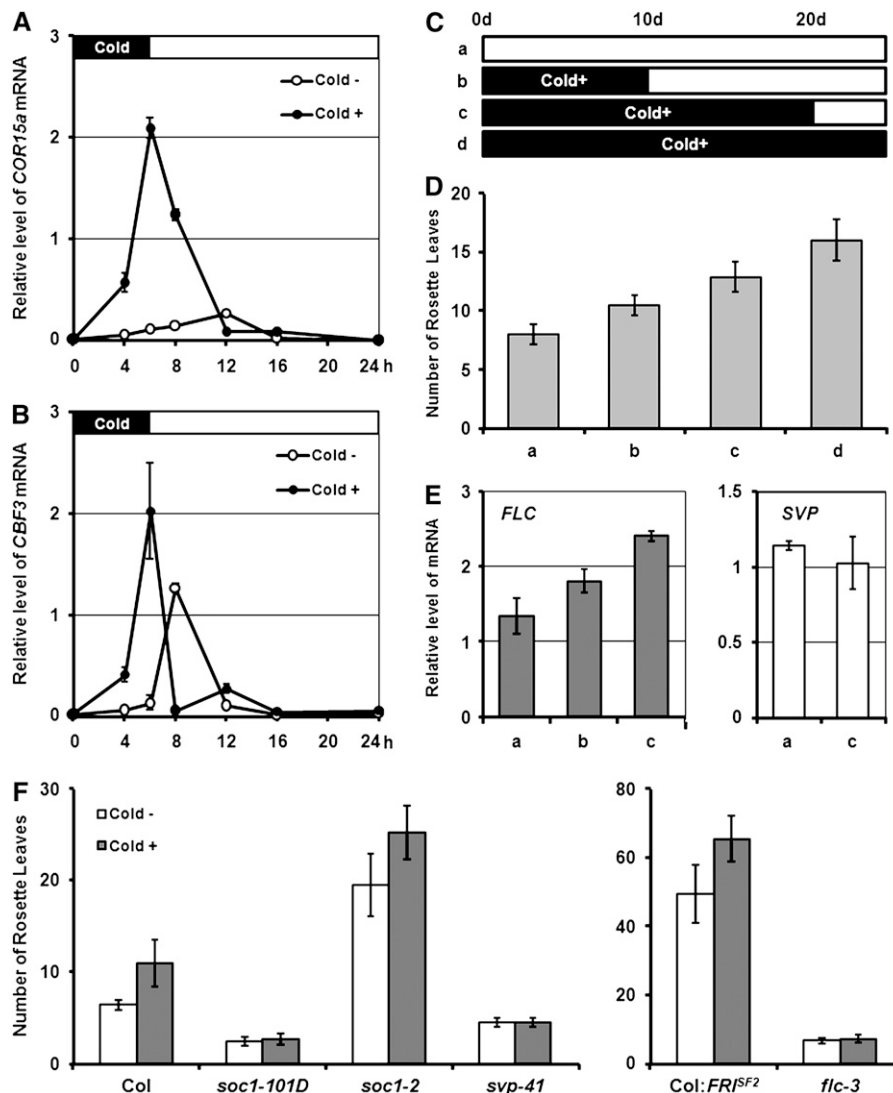 A
Relative level of COR15a mRNA
3
2
1
0
Cold
Cold -
Cold +
0 4 8 12 16 20 24 h
B
Relative level of CBF3 mRNA
3
2
1
0
Cold
Cold -
Cold +
0 4 8 12 16 20 24 h
C
0d 10d 20d
a
b Cold+
c Cold+
d Cold+
D
Number of Rosette Leaves
20
15
10
5
0
a b c d
E
Relative level of mRNA
3
2
1
0
FLC
a b c
1.5
1
0.5
0
SVP
a c
F
Number of Rosette Leaves
30
20
10
0
Cold -
Cold +
Col soc1-101D soc1-2 svp-41
80
60
40
20
0
Col:FRI^SF2 flc-3